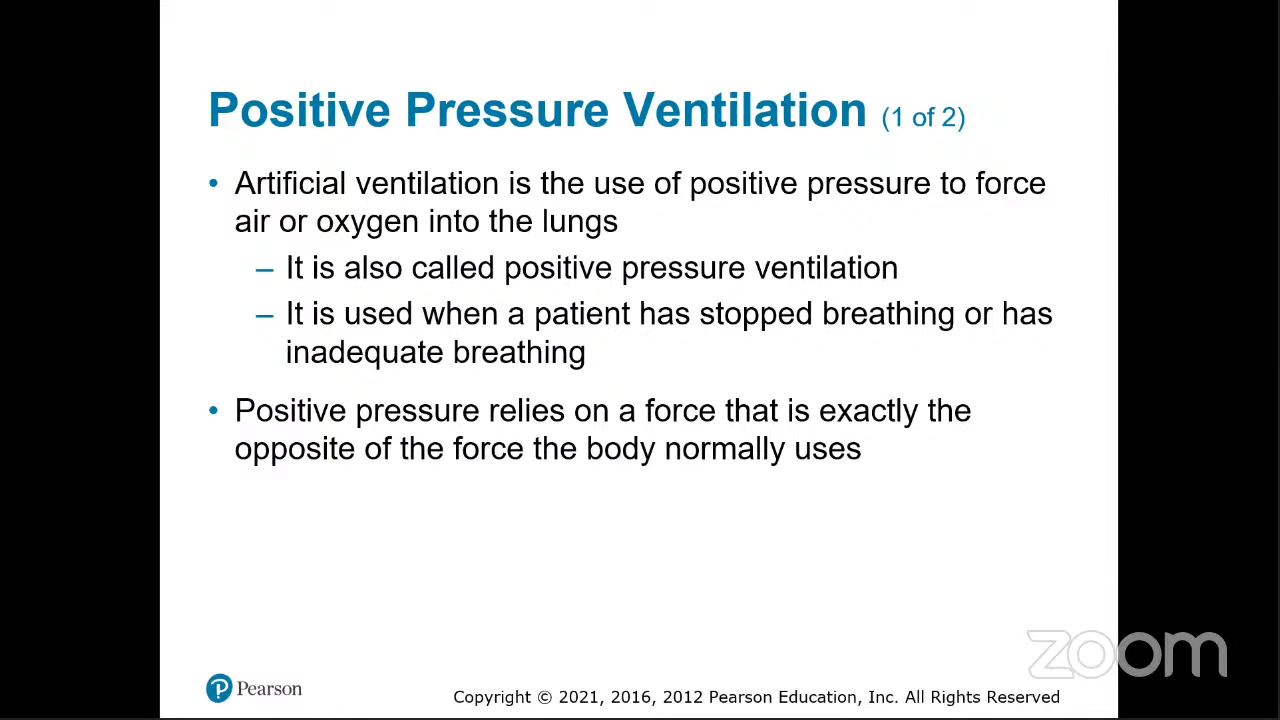 Positive Pressure Ventilation (1 of 2)
• Artificial ventilation is the use of positive pressure to force
air or oxygen into the lungs
– It is also called positive pressure ventilation
– It is used when a patient has stopped breathing or has
inadequate breathing
• Positive pressure relies on a force that is exactly the
opposite of the force the body normally uses
zoom
Pearson
Copyright © 2021, 2016, 2012 Pearson Education, Inc. All Rights Reserved